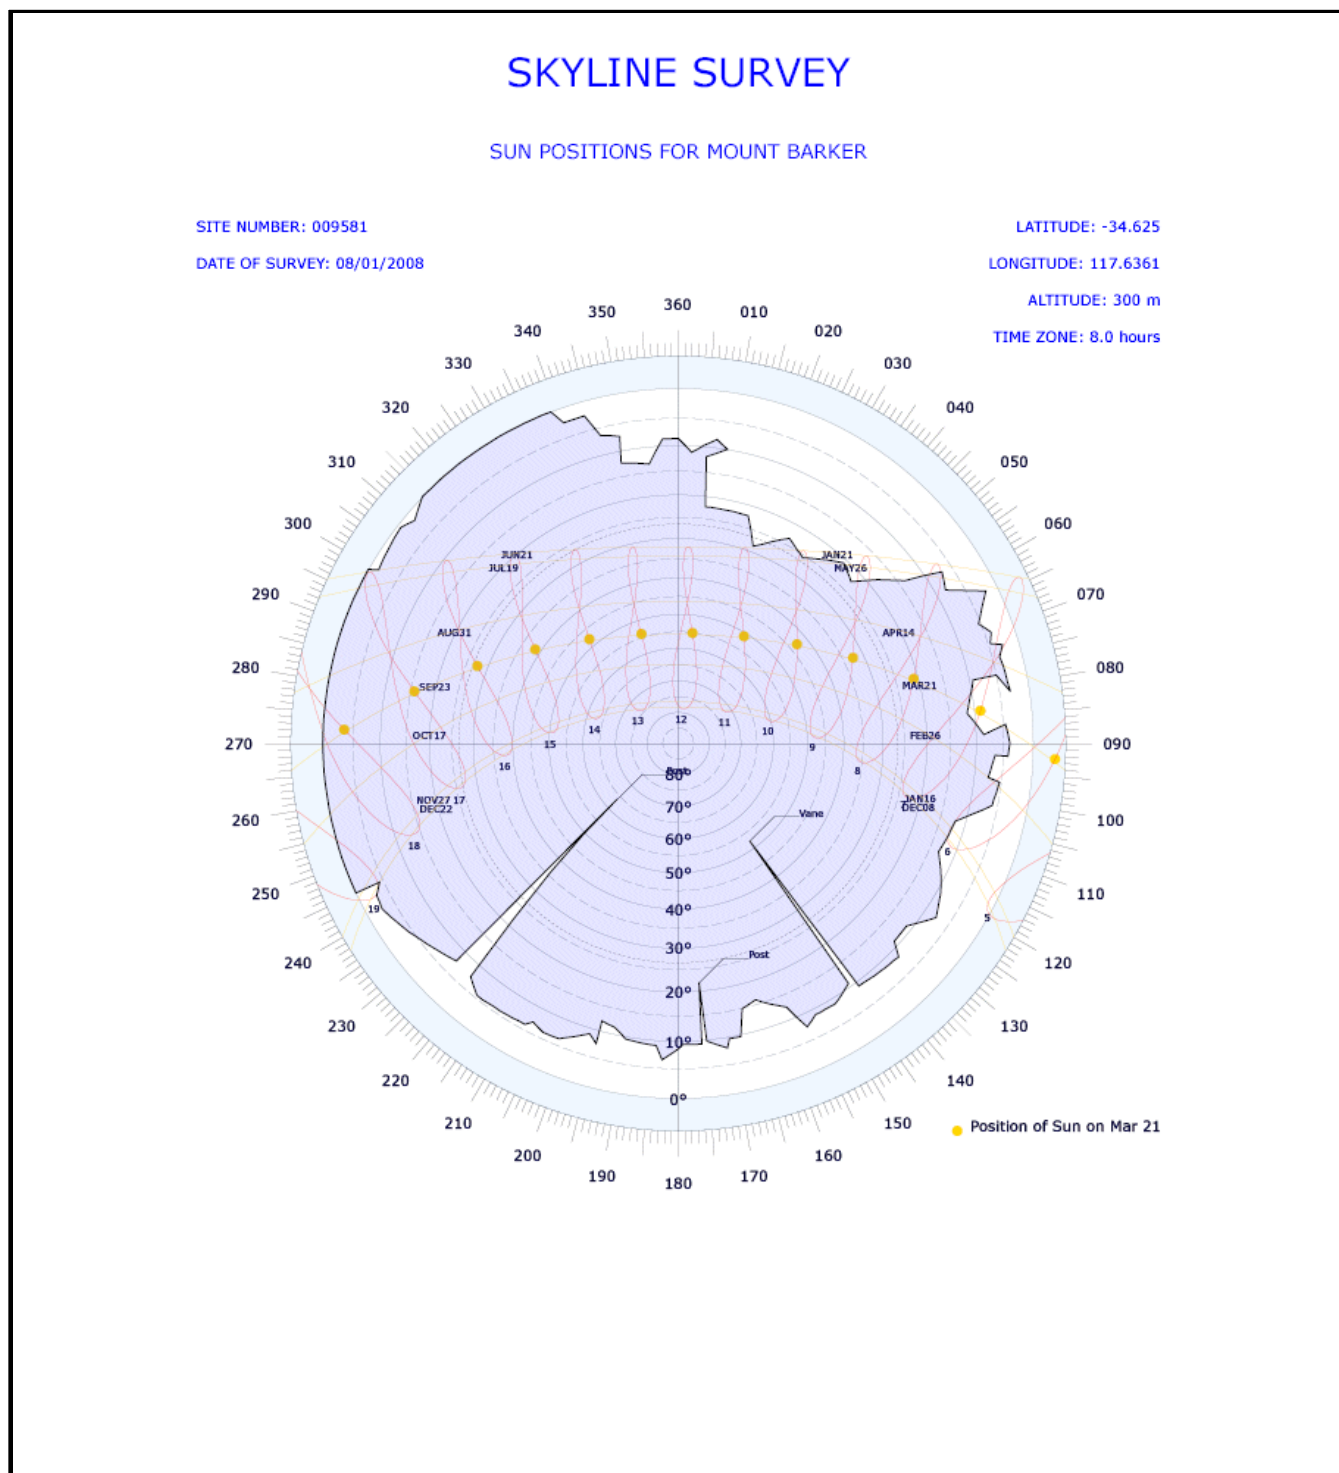 SKYLINE SURVEY
SUN POSITIONS FOR MOUNT BARKER
SITE NUMBER: 009581
LATITUDE: -34.625
DATE OF SURVEY: 08/01/2008
LONGITUDE: 117.6361
ALTITUDE: 300 m
TIME ZONE: 8.0 hours
360
350 010
340 020
330 030
320 040
310 050
300 060
JUN21 JAN21
JUL19 MAY26
290 070
AUG31 APR14
280 080
SEP23 MAR21
12
13 11
14 10
OCT17 FEB26
270 15 9 090
16 8
Post
80°
NOV27 17 JAN16
DEC22 DEC08
70°
Vane
260 100
60°
18 6
50°
250 110
19 40° 5
30°
Post
240 120
20°
230 130
10°
220 140
0°
210 150
Position of Sun on Mar 21
200 160
190 170
180